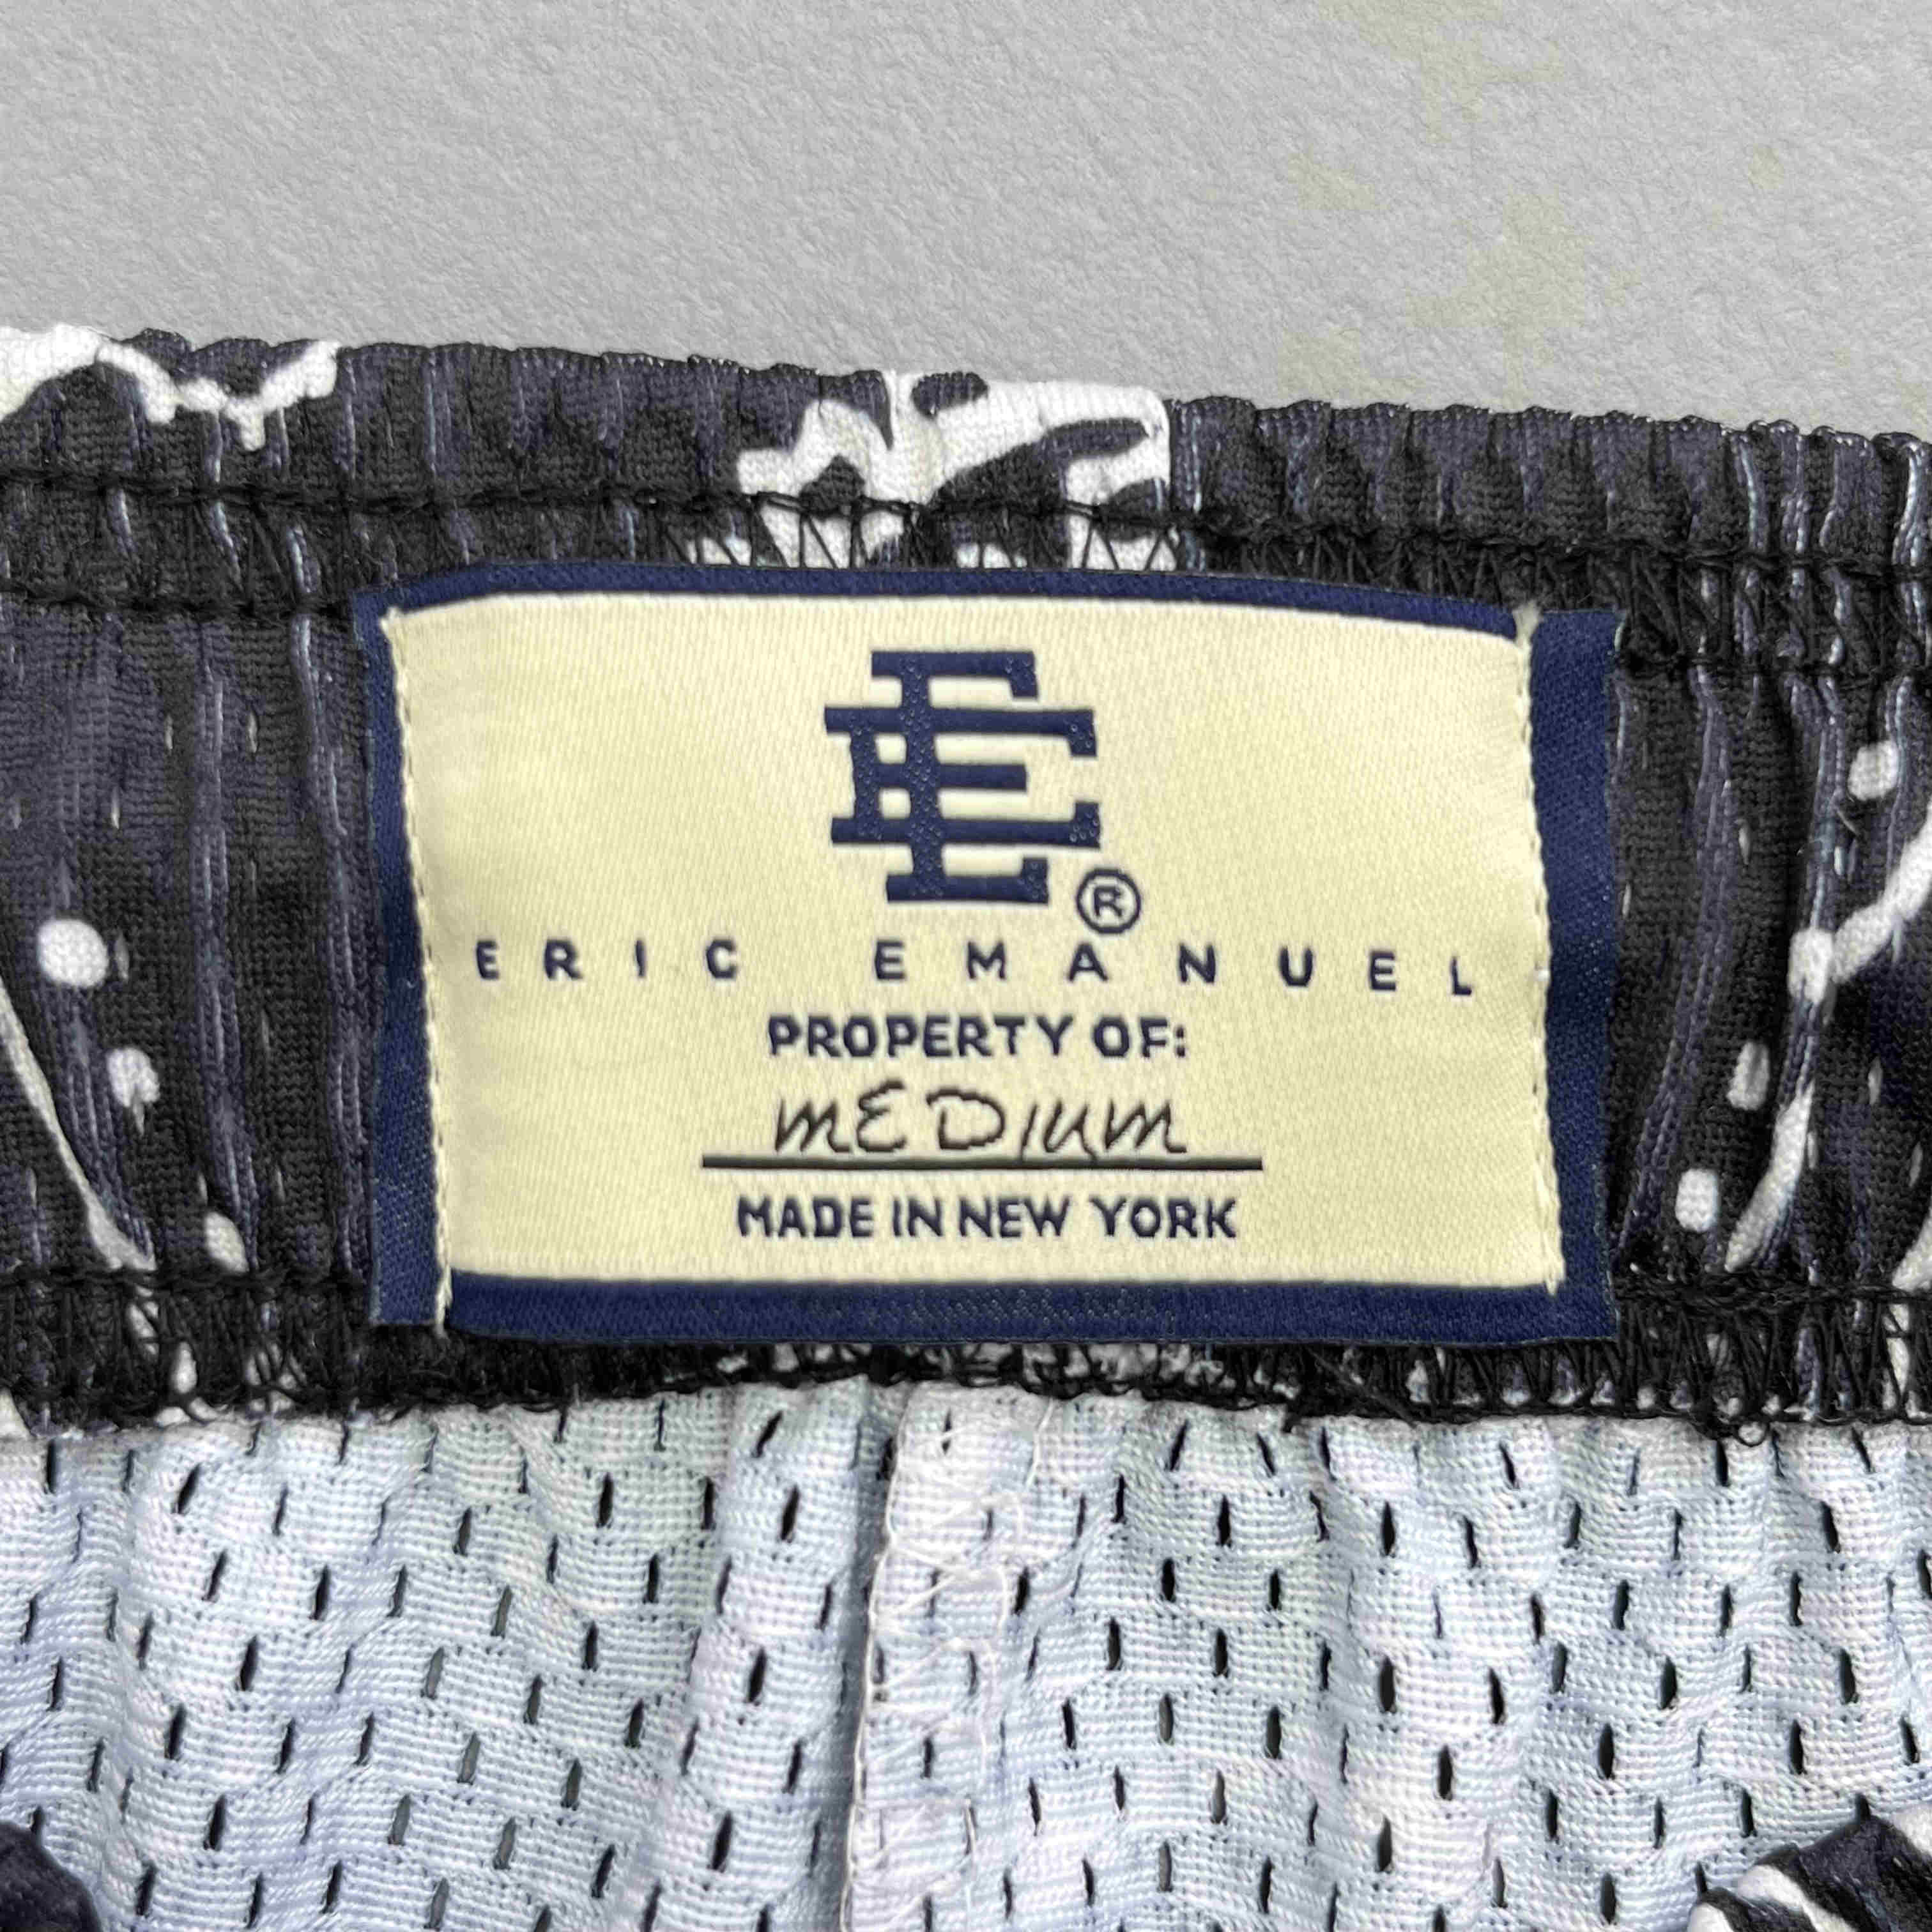 EE®
ERIC EMANUEL
PROPERTY OF:
mEDIUM
MADE IN NEW YORK